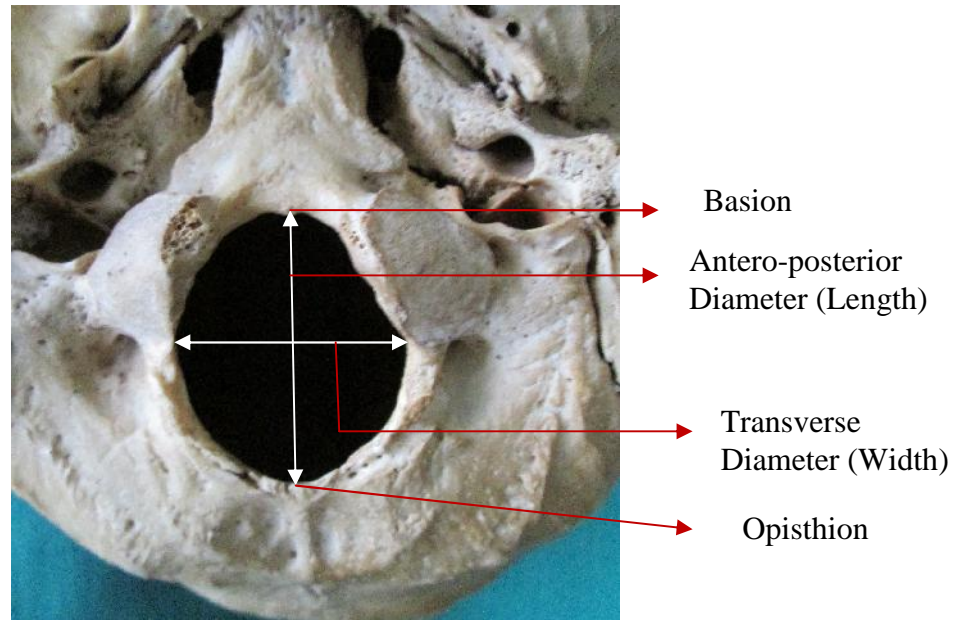 Basion
Antero-posterior
Diameter (Length)
Transverse
Diameter (Width)
Opisthion